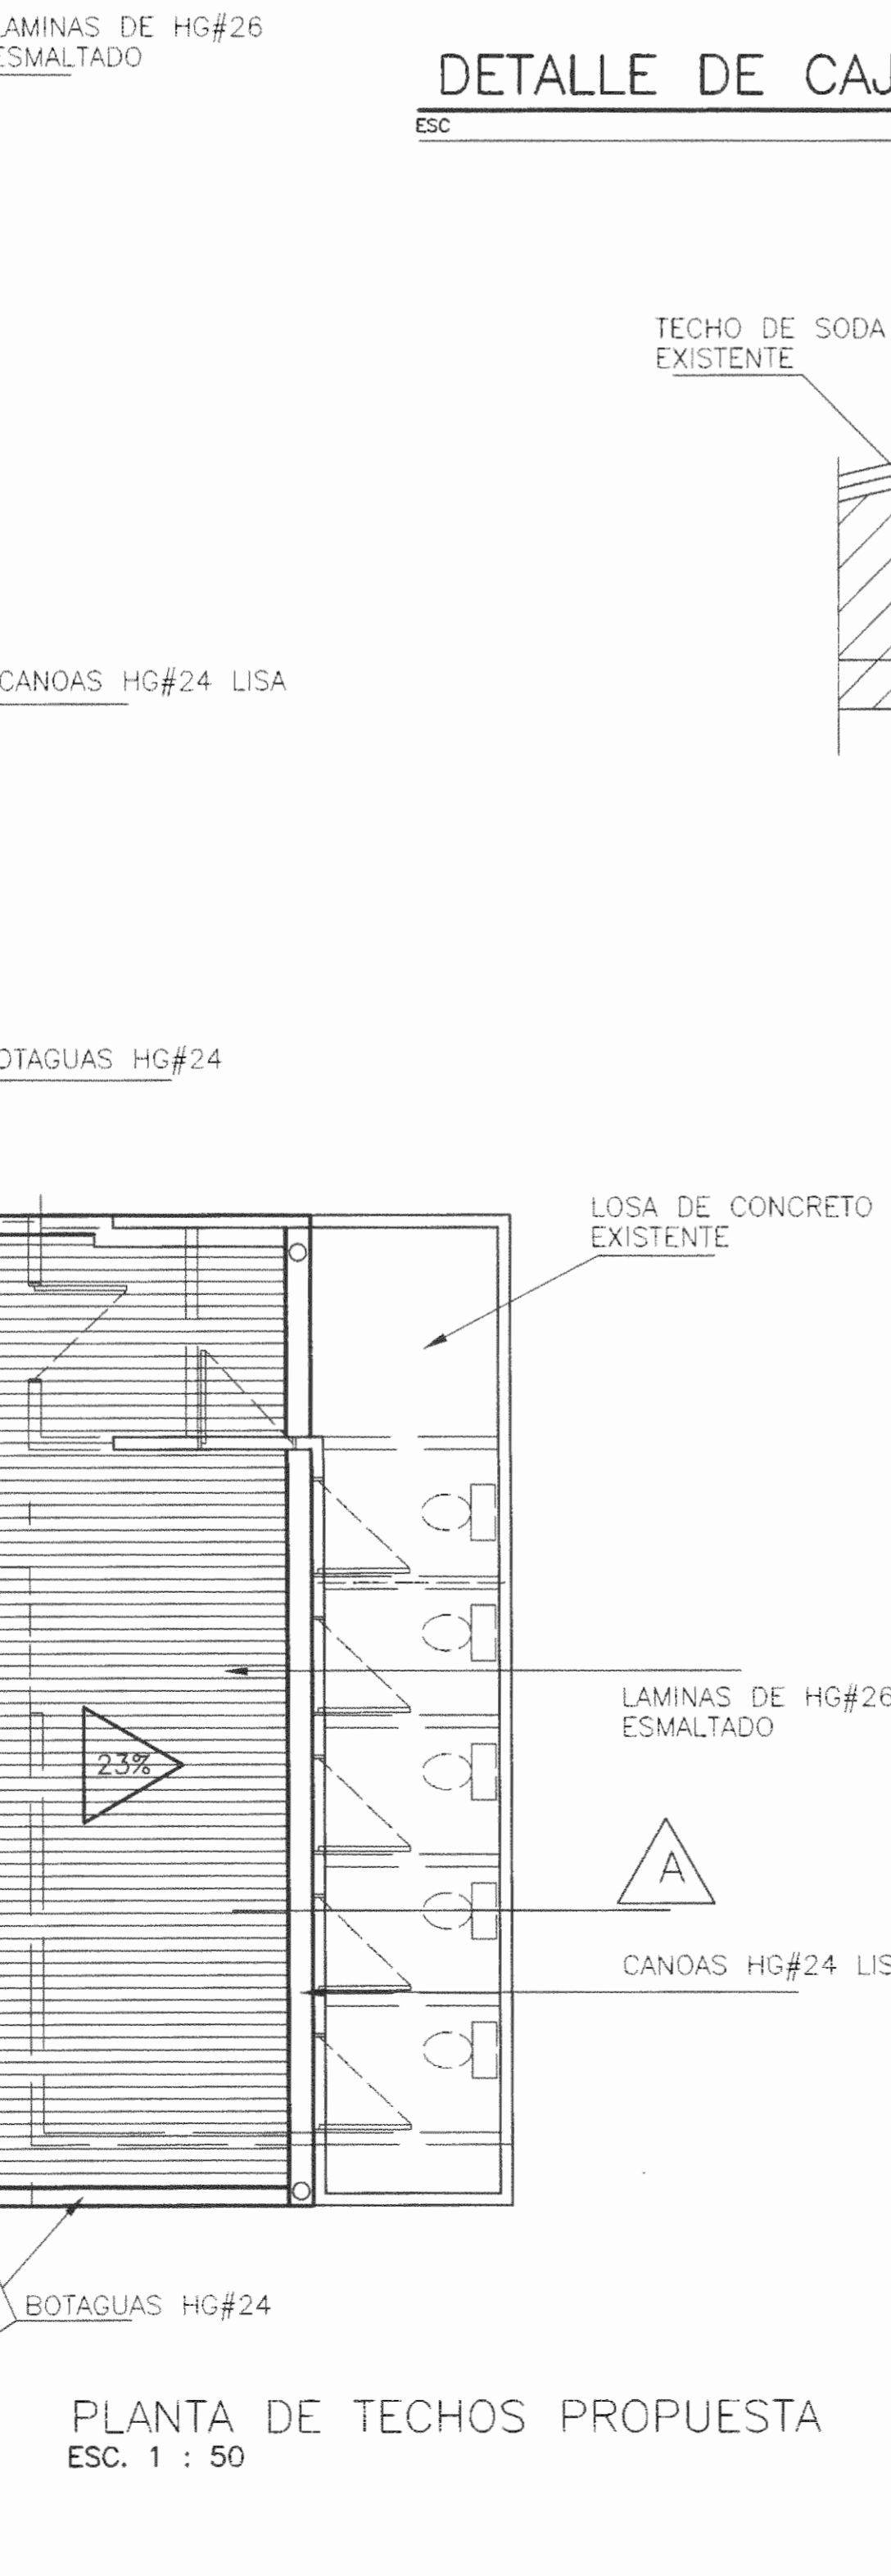 LAMINAS DE HG#26
ESMALTADO
DETALLE DE CAJ
ESC
TECHO DE SODA
EXISTENTE
CANOAS HG#24 LISA
OTAGUAS HG#24
LOSA DE CONCRETO
EXISTENTE
LAMINAS DE HG#26
ESMALTADO
23%
A
CANOAS HG#24 LIS
BOTAGUAS HG#24
PLANTA DE TECHOS PROPUESTA
ESC. 1 : 50